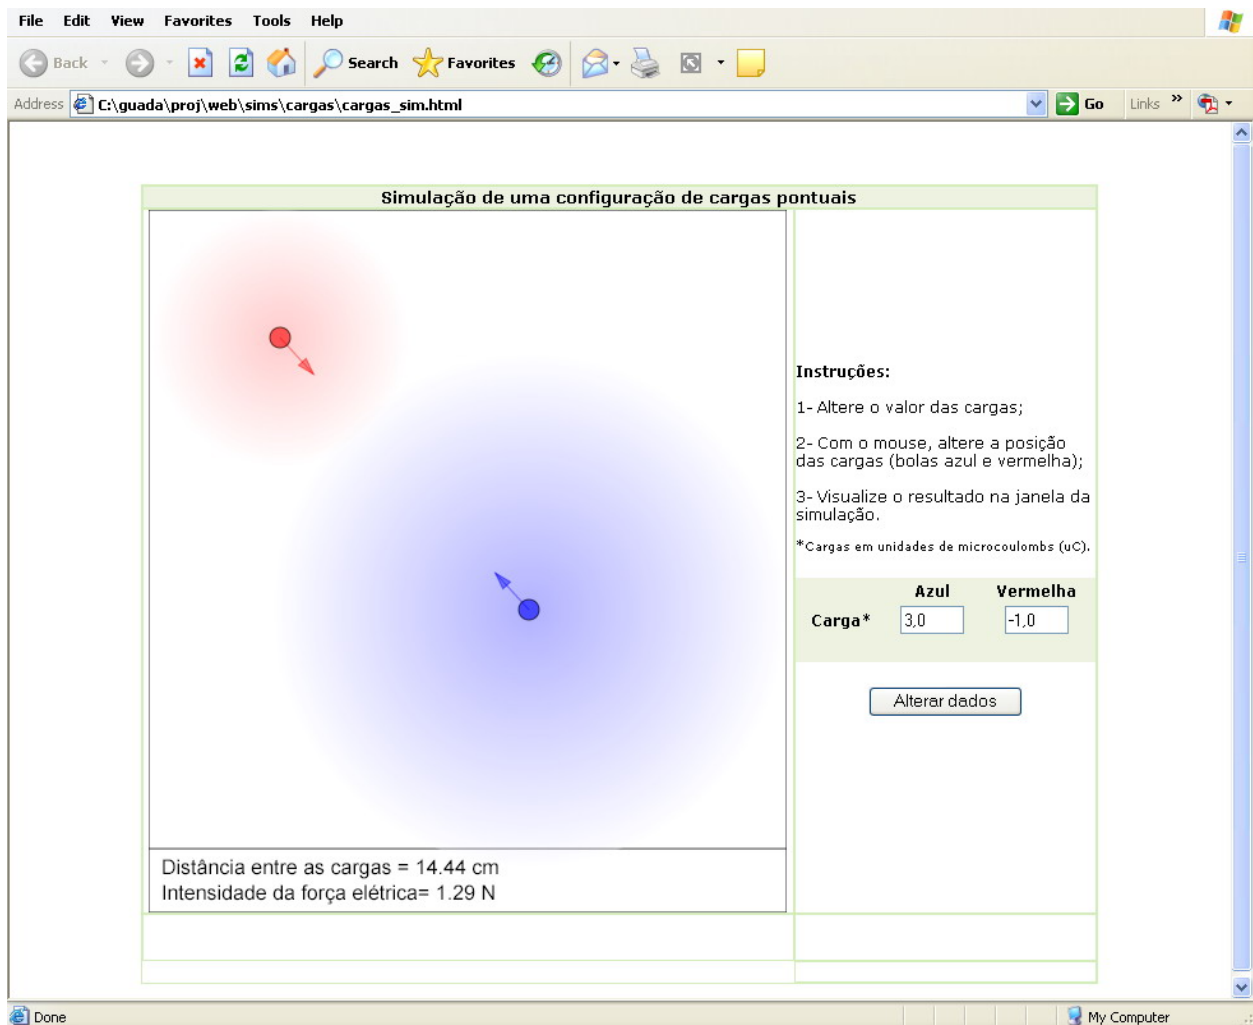 File Edit View Favorites Tools Help
Back Search Favorites
Address C:\guada\proj\web\sims\cargas\cargas_sim.html Go Links »
Simulação de uma configuração de cargas pontuais
Instruções:
1- Altere o valor das cargas;
2- Com o mouse, altere a posição
das cargas (bolas azul e vermelha);
3- Visualize o resultado na janela da
simulação.
*Cargas em unidades de microcoulombs (uC).
Azul Vermelha
Carga* 3,0 -1,0
Alterar dados
Distância entre as cargas = 14.44 cm
Intensidade da força elétrica= 1.29 N
Done My Computer